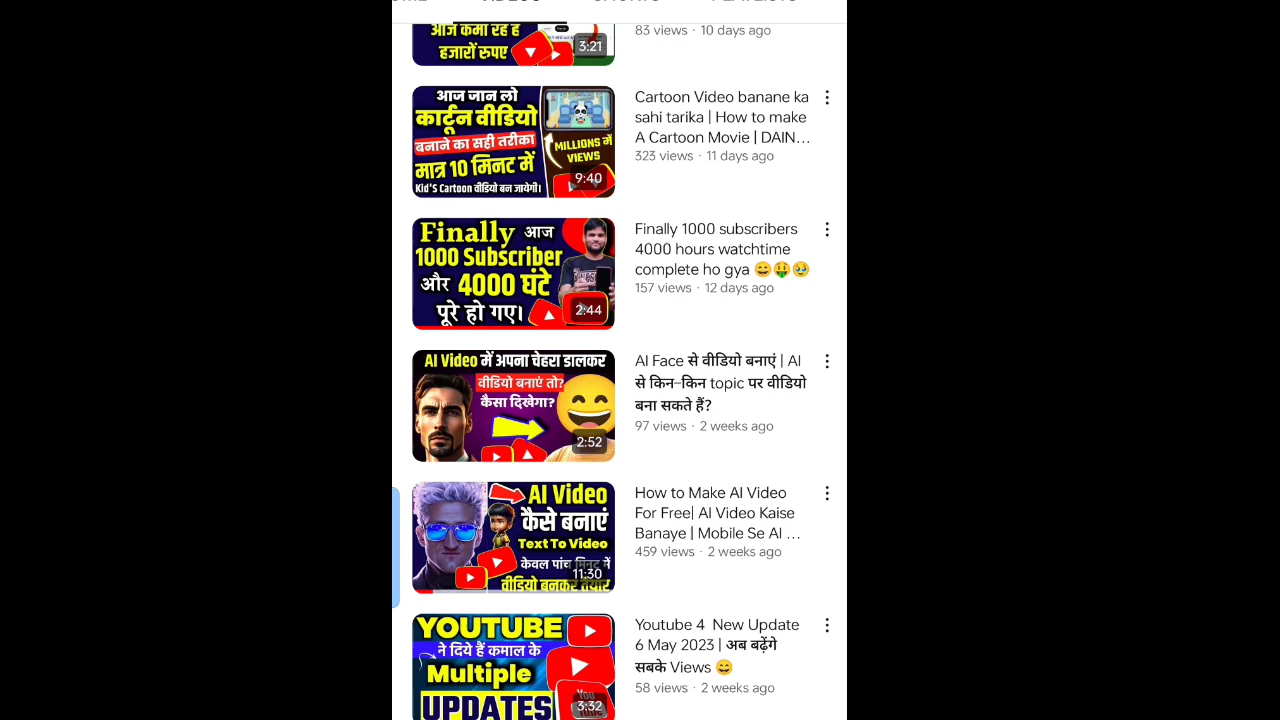 आज कमा रहे हैं
हजारों रुपए
3:21
83 views · 10 days ago
आज जान लो
कार्टून वीडियो
बनाने का सही तरीका
मात्र 10 मिनट में
Kid'S Cartoon वीडियो बन जायेगी।
MILLIONS में
VIEWS
9:40
Cartoon Video banane ka
sahi tarika | How to make
A Cartoon Movie | DAIN...
323 views · 11 days ago
Finally आज
1000 Subscriber
और 4000 घंटे
पूरे हो गए।
2:44
Finally 1000 subscribers
4000 hours watchtime
complete ho gya 😄🤑🥹
157 views · 12 days ago
AI Video में अपना चेहरा डालकर
वीडियो बनाएं तो?
कैसा दिखेगा?
2:52
AI Face से वीडियो बनाएं | AI
से किन-किन topic पर वीडियो
बना सकते हैं?
97 views · 2 weeks ago
AI Video
कैसे बनाएं
Text To Video
केवल पांच मिनट में
वीडियो बनकर तैयार
11:30
How to Make AI Video
For Free| AI Video Kaise
Banaye | Mobile Se AI ...
459 views · 2 weeks ago
YOUTUBE
ने दिये हैं कमाल के
Multiple
UPDATES
You
3:32
Youtube 4 New Update
6 May 2023 | अब बढ़ेंगे
सबके Views 😄
58 views · 2 weeks ago